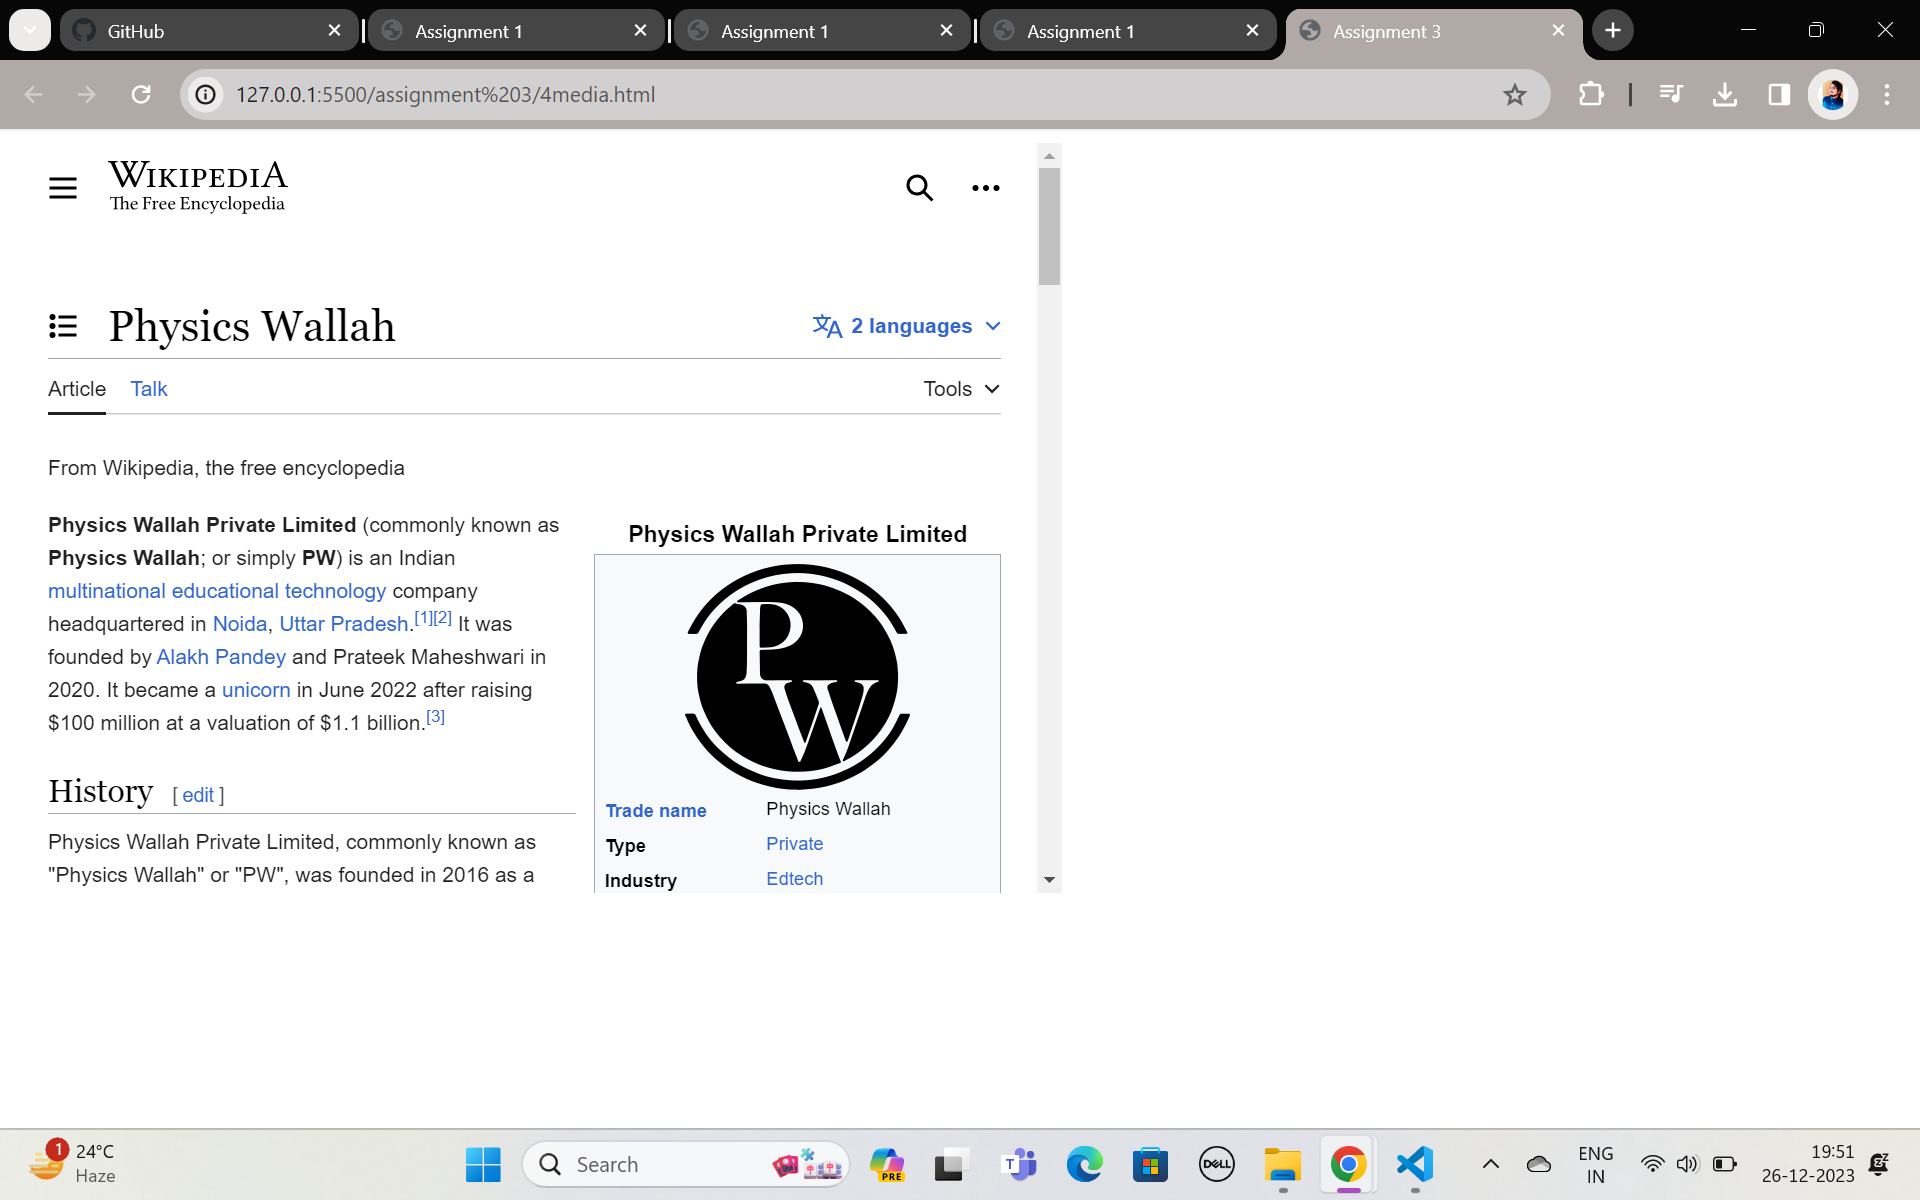 GitHub
Assignment 1
Assignment 1
Assignment 1
Assignment 3
127.0.0.1:5500/assignment%203/4media.html
WIKIPEDIA
The Free Encyclopedia
Physics Wallah
文A 2 languages
Article Talk
Tools
From Wikipedia, the free encyclopedia
Physics Wallah Private Limited (commonly known as
Physics Wallah; or simply PW) is an Indian
multinational educational technology company
headquartered in Noida, Uttar Pradesh.[1][2] It was
founded by Alakh Pandey and Prateek Maheshwari in
2020. It became a unicorn in June 2022 after raising
$100 million at a valuation of $1.1 billion.[3]
History [ edit ]
Physics Wallah Private Limited, commonly known as
"Physics Wallah" or "PW", was founded in 2016 as a
Physics Wallah Private Limited
P
W
Trade name Physics Wallah
Type Private
Industry Edtech
1
24°C
Haze
Search
PRE
T
DELL
ENG
IN
19:51
26-12-2023